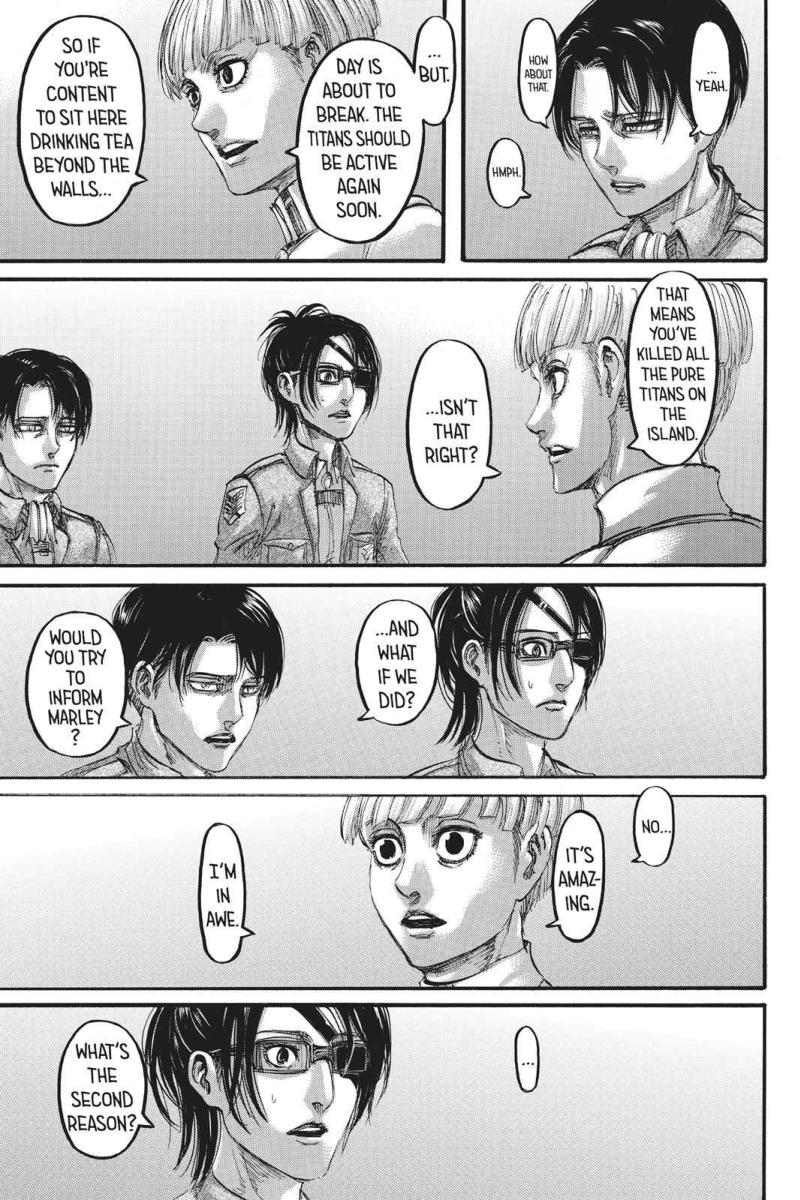 ...
YEAH.
HOW
ABOUT
THAT.
HMPH.
...
BUT.
DAY IS
ABOUT TO
BREAK. THE
TITANS SHOULD
BE ACTIVE
AGAIN
SOON.
SO IF
YOU'RE
CONTENT
TO SIT HERE
DRINKING TEA
BEYOND THE
WALLS...
THAT
MEANS
YOU'VE
KILLED ALL
THE PURE
TITANS ON
THE
ISLAND.
...ISN'T
THAT
RIGHT?
...AND
WHAT
IF WE
DID?
WOULD
YOU TRY
TO
INFORM
MARLEY
?
NO...
IT'S
AMAZ-
ING.
I'M
IN
AWE.
...
WHAT'S
THE
SECOND
REASON?